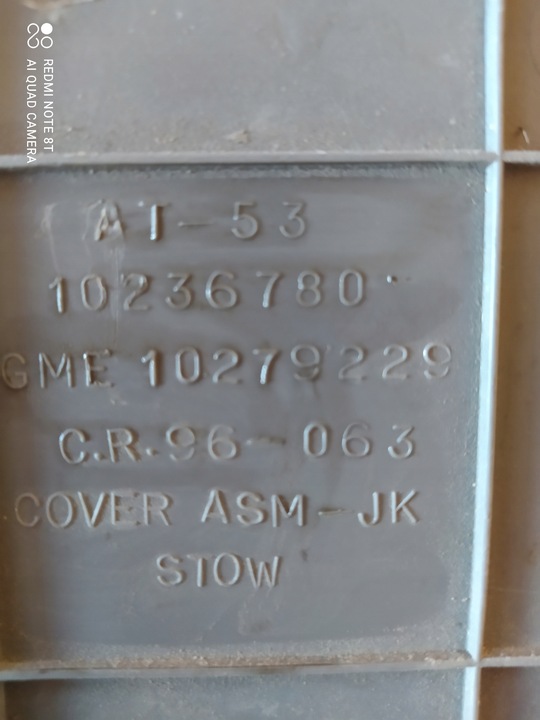 REDMI NOTE 8T
AI QUAD CAMERA
AT-53
10236780
GME 10279229
C.R. 96-063
COVER ASM-JK
STOW